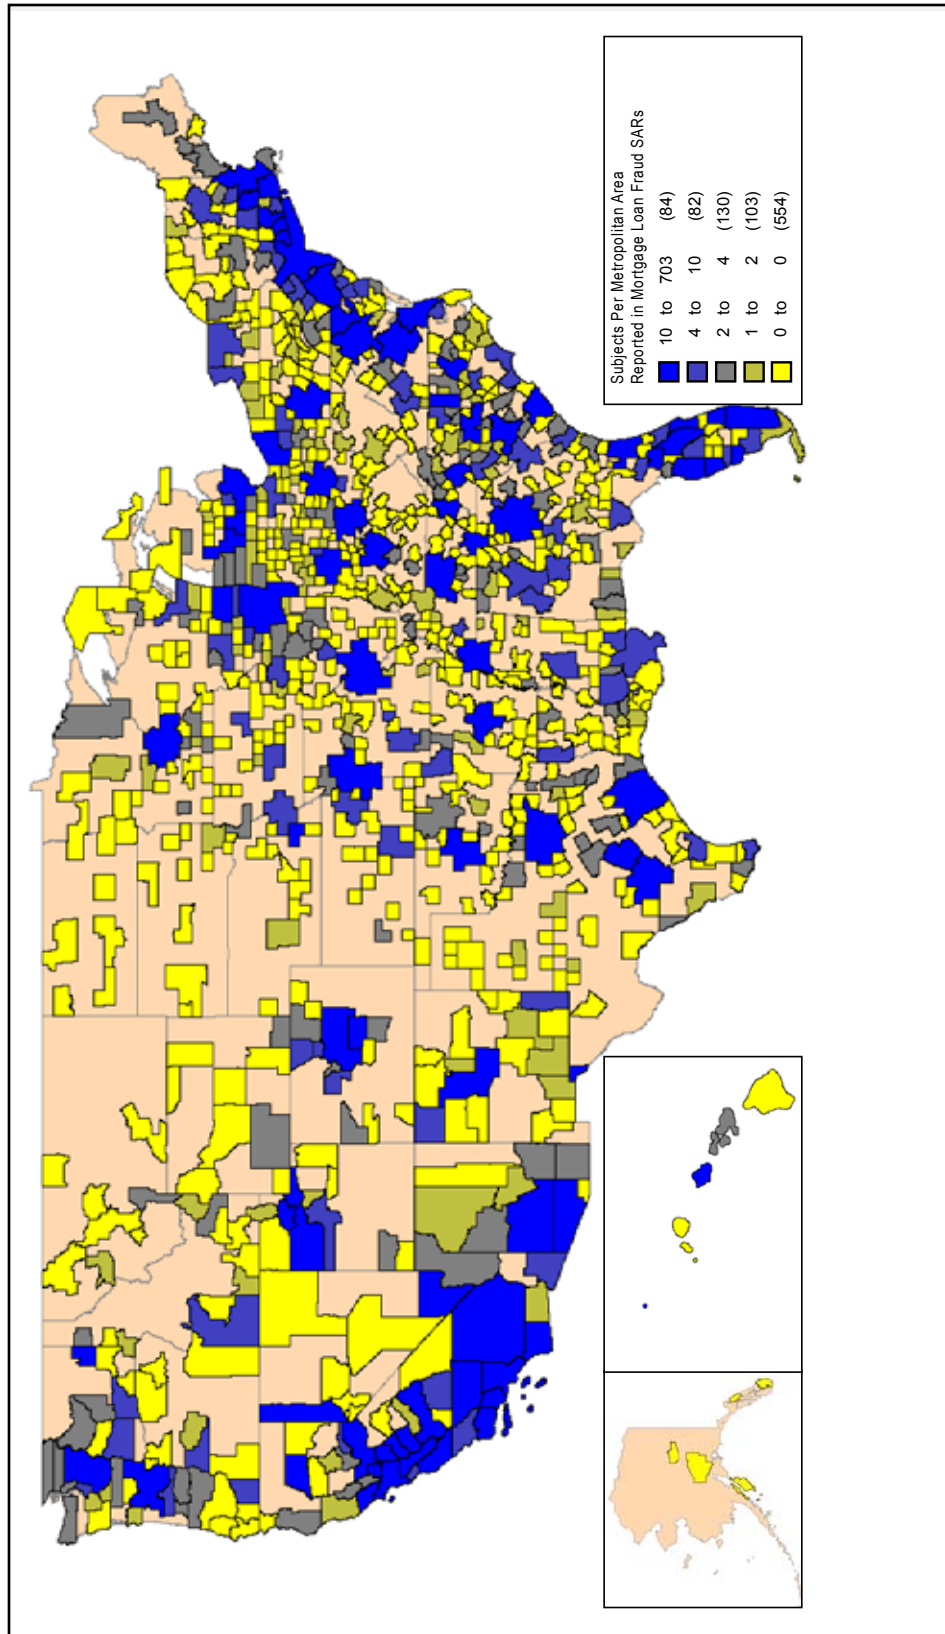 Subjects Per Metropolitan Area
Reported in Mortgage Loan Fraud SARs
10 to 703 (84)
4 to 10 (82)
2 to 4 (130)
1 to 2 (103)
0 to 0 (554)